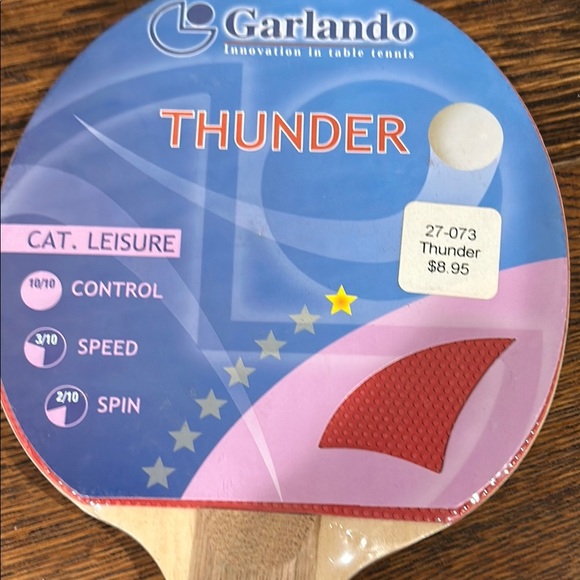 Garlando
Innovation in table tennis
THUNDER
27-073
Thunder
$8.95
CAT. LEISURE
10/10 CONTROL
3/10 SPEED
2/10 SPIN